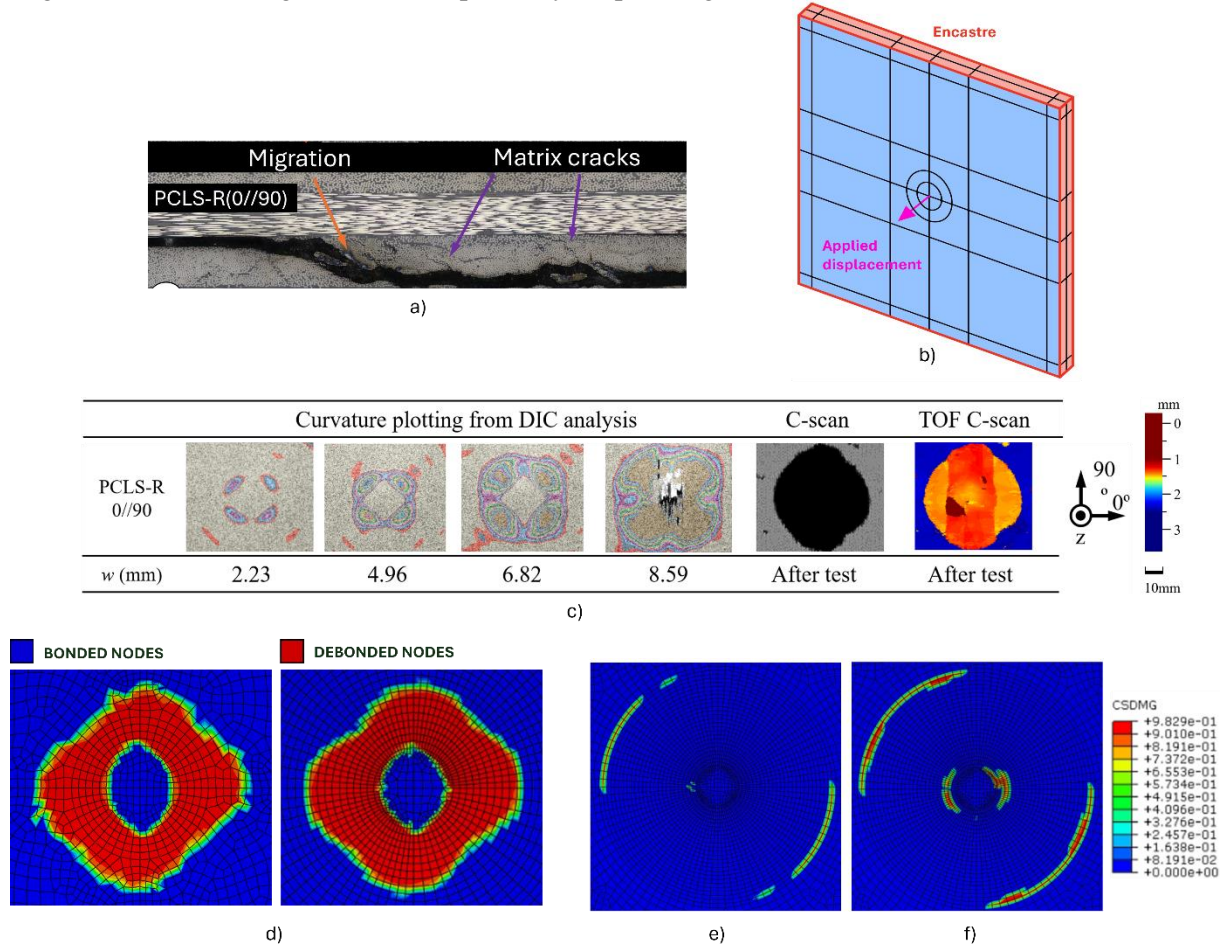 Encastre
Migration
Matrix cracks
PCLS-R(0//90)
Applied
displacement
a)
b)
Curvature plotting from DIC analysis
C-scan
TOF C-scan
PCLS-R
0//90
w (mm)
2.23
4.96
6.82
8.59
After test
After test
mm
0
1
2
3
90
º
0º
z
10mm
c)
BONDED NODES
DEBONDED NODES
CSDMG
+9.829e-01
+9.010e-01
+8.191e-01
+7.372e-01
+6.553e-01
+5.734e-01
+4.915e-01
+4.096e-01
+3.276e-01
+2.457e-01
+1.638e-01
+8.191e-02
+0.000e+00
d)
e)
f)